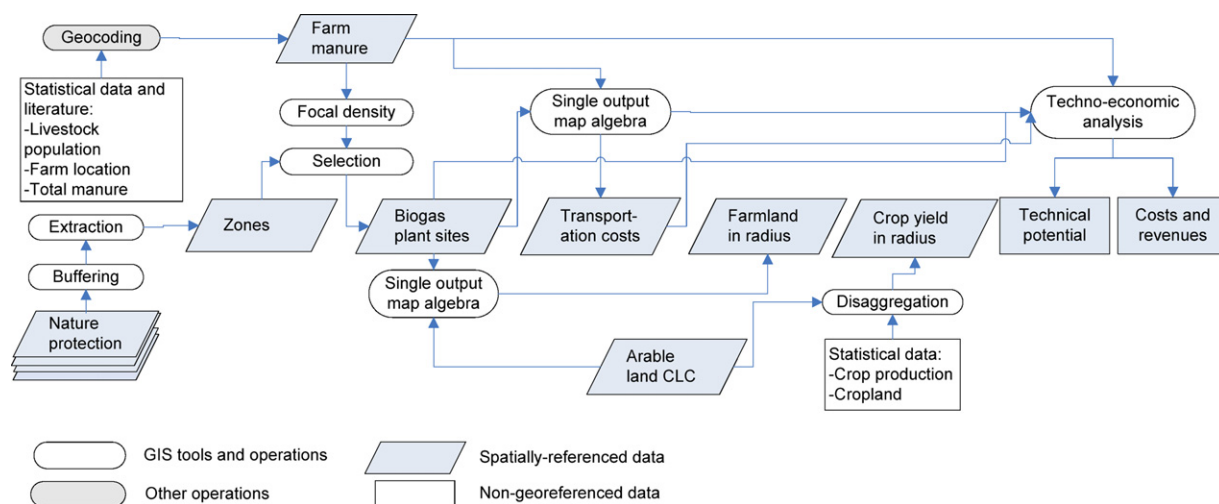 Geocoding
Farm
manure
Statistical data and
literature:
-Livestock
population
-Farm location
-Total manure
Focal density
Selection
Single output
map algebra
Techno-economic
analysis
Extraction
Buffering
Nature
protection
Zones
Biogas
plant sites
Transport-
ation costs
Farmland
in radius
Crop yield
in radius
Technical
potential
Costs and
revenues
Single output
map algebra
Disaggregation
Arable
land CLC
Statistical data:
-Crop production
-Cropland
GIS tools and operations
Spatially-referenced data
Other operations
Non-georeferenced data